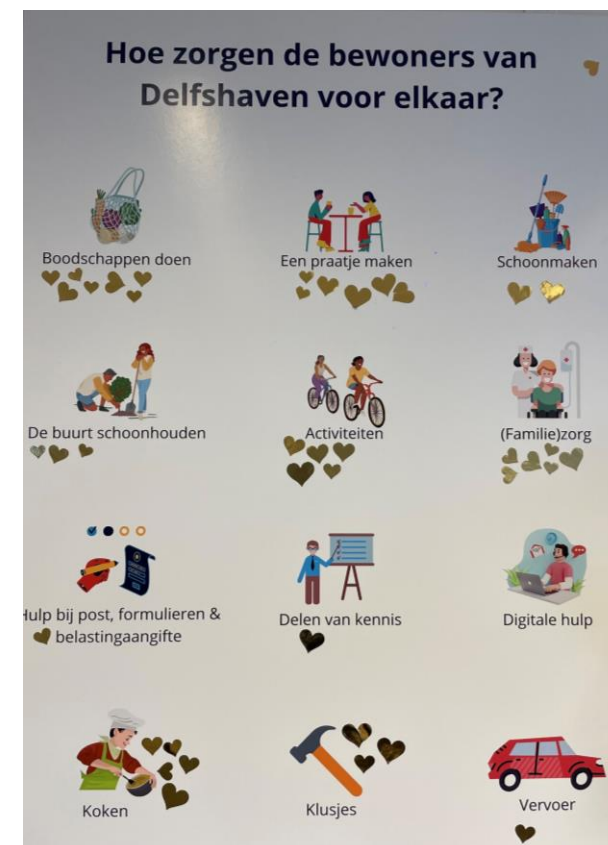 Hoe zorgen de bewoners van
Delfshaven voor elkaar?
Boodschappen doen
Een praatje maken
Schoonmaken
De buurt schoonhouden
Activiteiten
(Familie)zorg
Hulp bij post, formulieren &
belastingaangifte
Delen van kennis
Digitale hulp
Koken
Klusjes
Vervoer